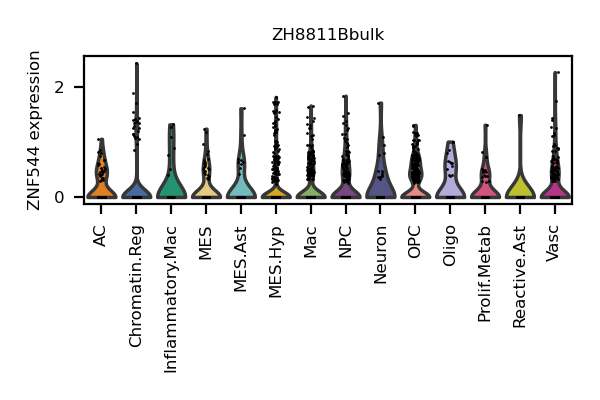 ZH8811Bbulk
ZNF544 expression
2
0
AC
Chromatin.Reg
Inflammatory.Mac
MES
MES.Ast
MES.Hyp
Mac
NPC
Neuron
OPC
Oligo
Prolif.Metab
Reactive.Ast
Vasc